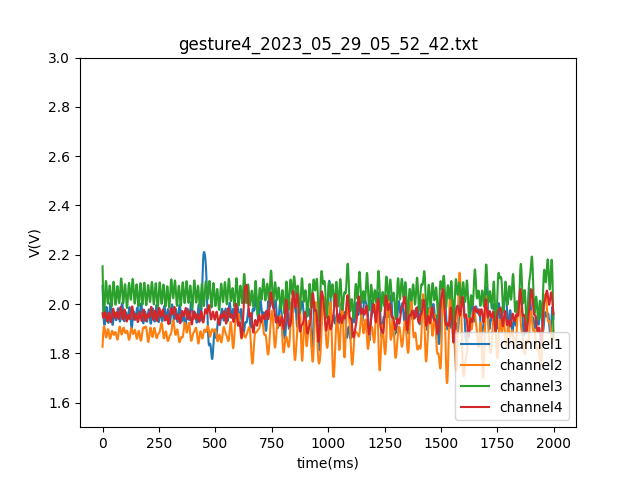 gesture4_2023_05_29_05_52_42.txt
3.0
2.8
2.6
2.4
2.2
2.0
1.8
1.6
V(V)
channel1
channel2
channel3
channel4
0 250 500 750 1000 1250 1500 1750 2000
time(ms)